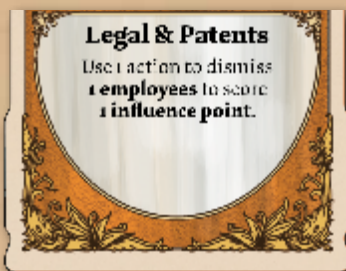 Legal & Patents
Use 1 action to dismiss
1 employees to score
1 influence point.